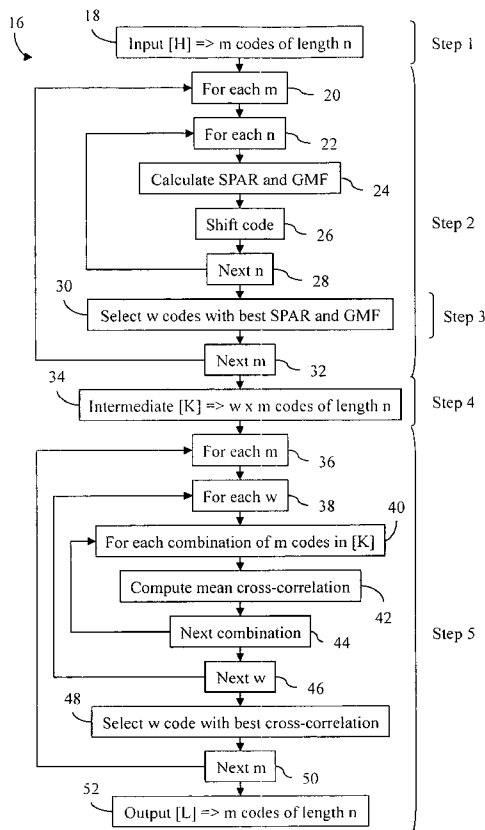 16
18
Input [H] => m codes of length n
Step 1
For each m
20
For each n
22
Calculate SPAR and GMF
24
Shift code
26
Step 2
Next n
28
30
Select w codes with best SPAR and GMF
Step 3
Next m
32
34
Intermediate [K] => w x m codes of length n
Step 4
For each m
36
For each w
38
For each combination of m codes in [K]
40
Compute mean cross-correlation
42
Next combination
44
Step 5
Next w
46
48
Select w code with best cross-correlation
Next m
50
52
Output [L] => m codes of length n